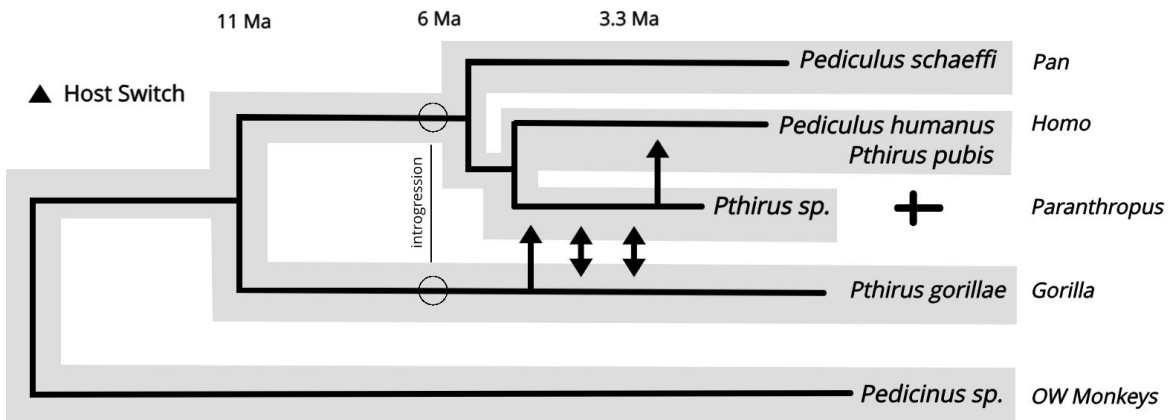 11 Ma 6 Ma 3.3 Ma
Pediculus schaeffi Pan
Host Switch
Pediculus humanus Homo
Pthirus pubis
introgression
Pthirus sp. Paranthropus
Pthirus gorillae Gorilla
Pedicinus sp. OW Monkeys